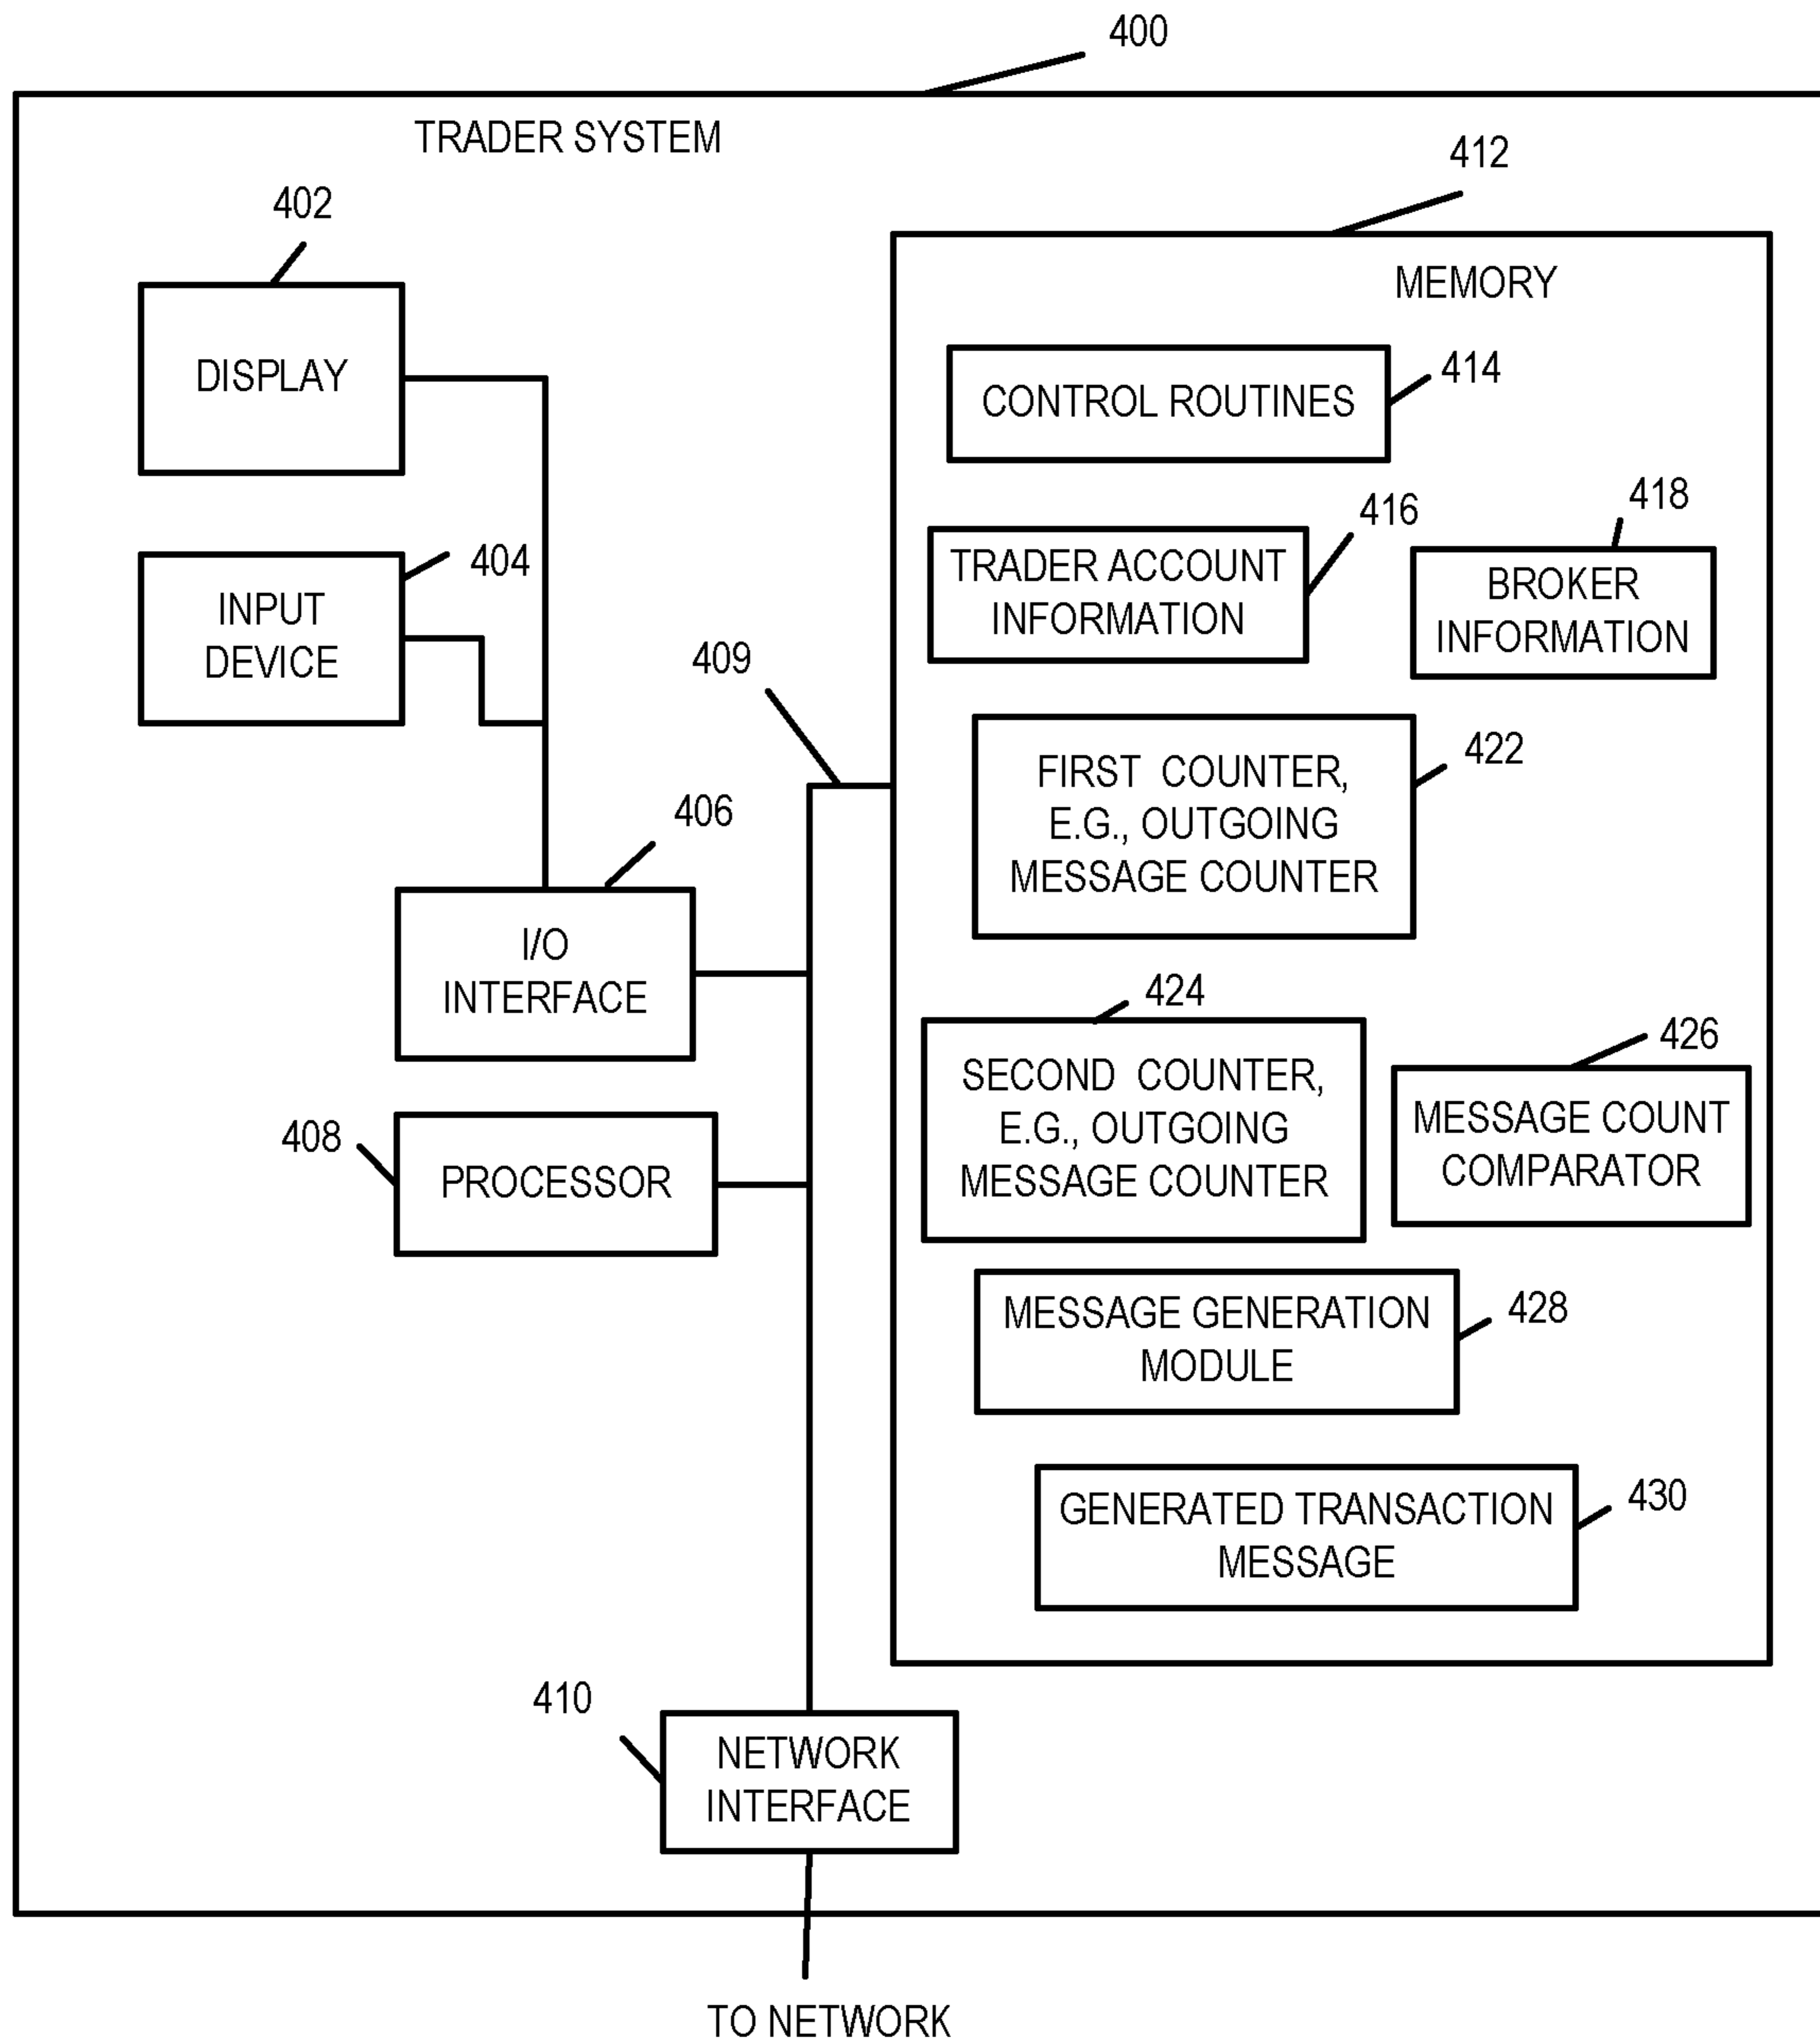 400
TRADER SYSTEM
412
402
MEMORY
DISPLAY
CONTROL ROUTINES
414
416
418
TRADER ACCOUNT
INFORMATION
BROKER
INFORMATION
404
INPUT
DEVICE
409
FIRST COUNTER,
E.G., OUTGOING
MESSAGE COUNTER
422
406
I/O
INTERFACE
424
SECOND COUNTER,
E.G., OUTGOING
MESSAGE COUNTER
426
MESSAGE COUNT
COMPARATOR
408
PROCESSOR
MESSAGE GENERATION
MODULE
428
GENERATED TRANSACTION
MESSAGE
430
410
NETWORK
INTERFACE
TO NETWORK